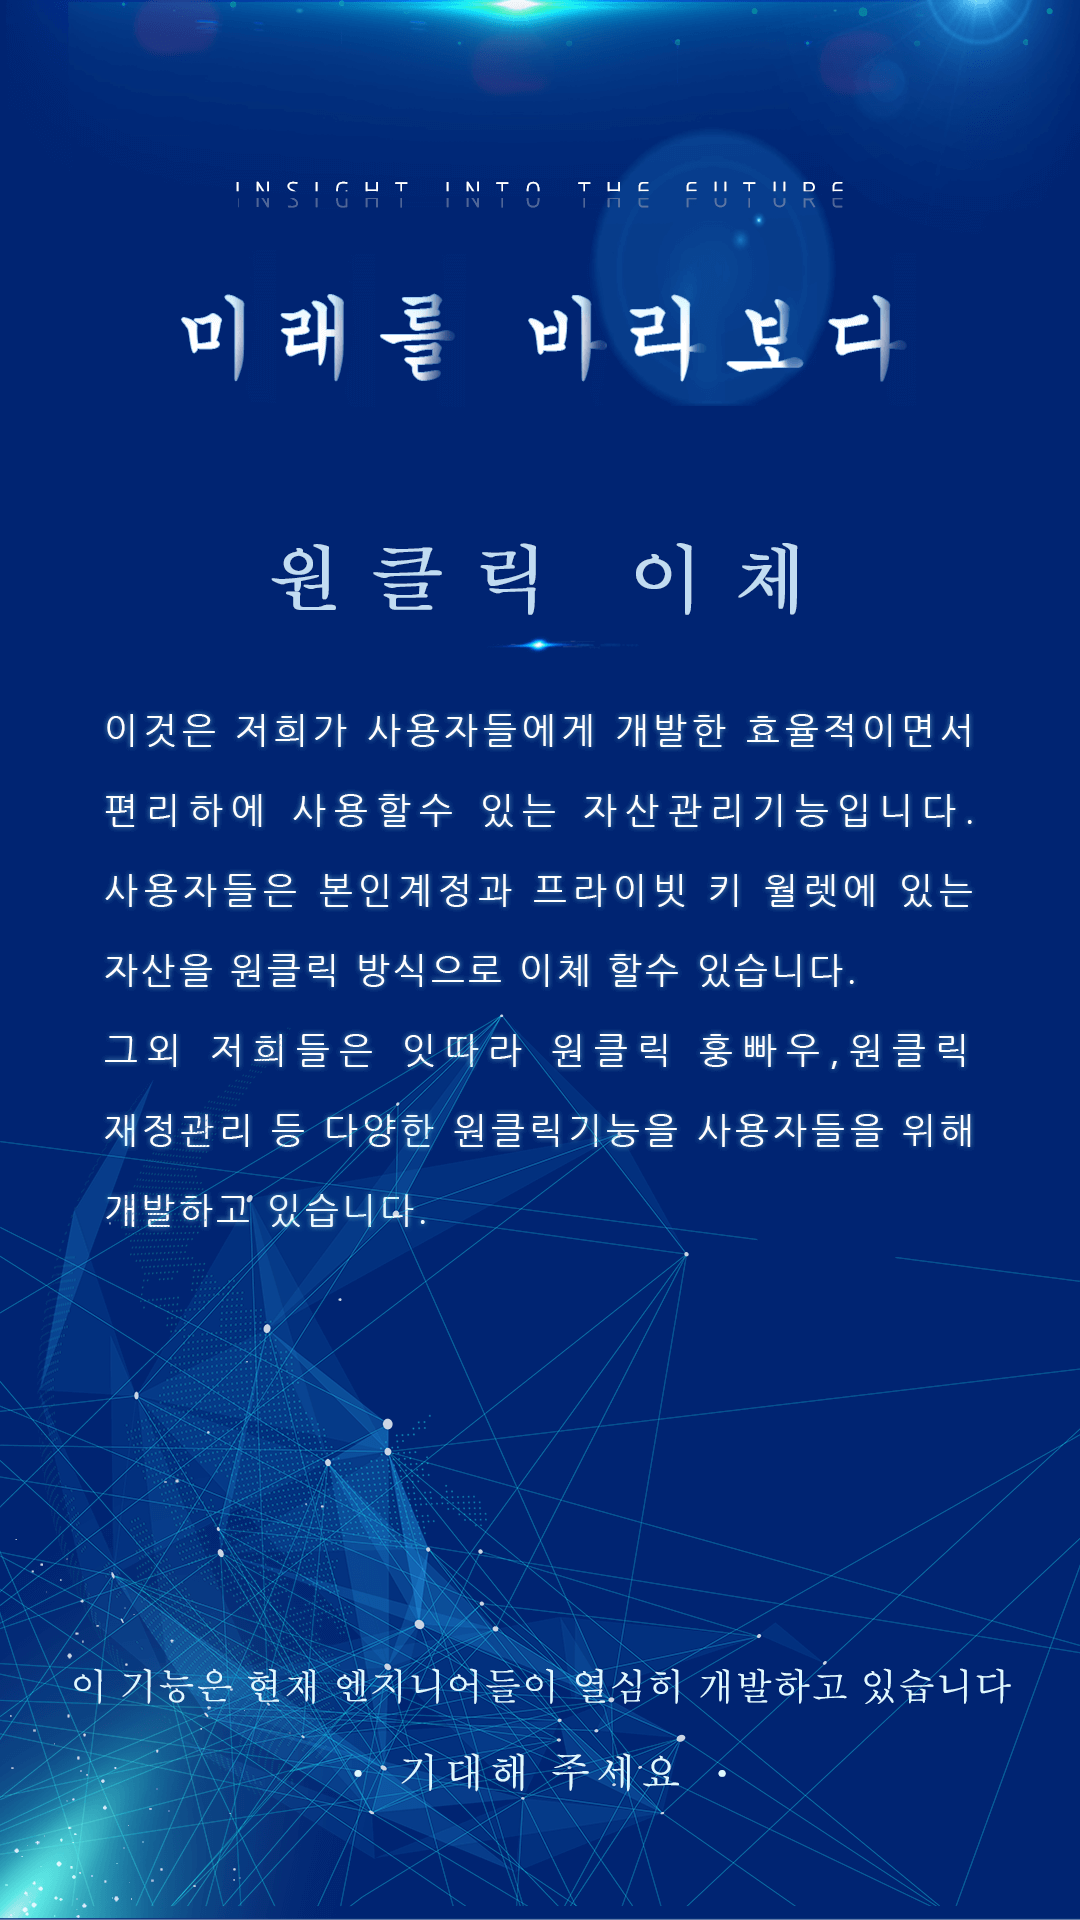 INSIGHT INTO THE FUTURE
미래를 바리보다
원클릭 이체
이것은 저희가 사용자들에게 개발한 효율적이면서
편리하에 사용할수 있는 자산관리기능입니다.
사용자들은 본인계정과 프라이빗 키 월렛에 있는
자산을 원클릭 방식으로 이체 할수 있습니다.
그외 저희들은 잇따라 원클릭 홍빠우,원클릭
재정관리 등 다양한 원클릭기능을 사용자들을 위해
개발하고 있습니다.
이 기능은 현재 엔지니어들이 열심히 개발하고 있습니다
· 기대해 주세요 ·